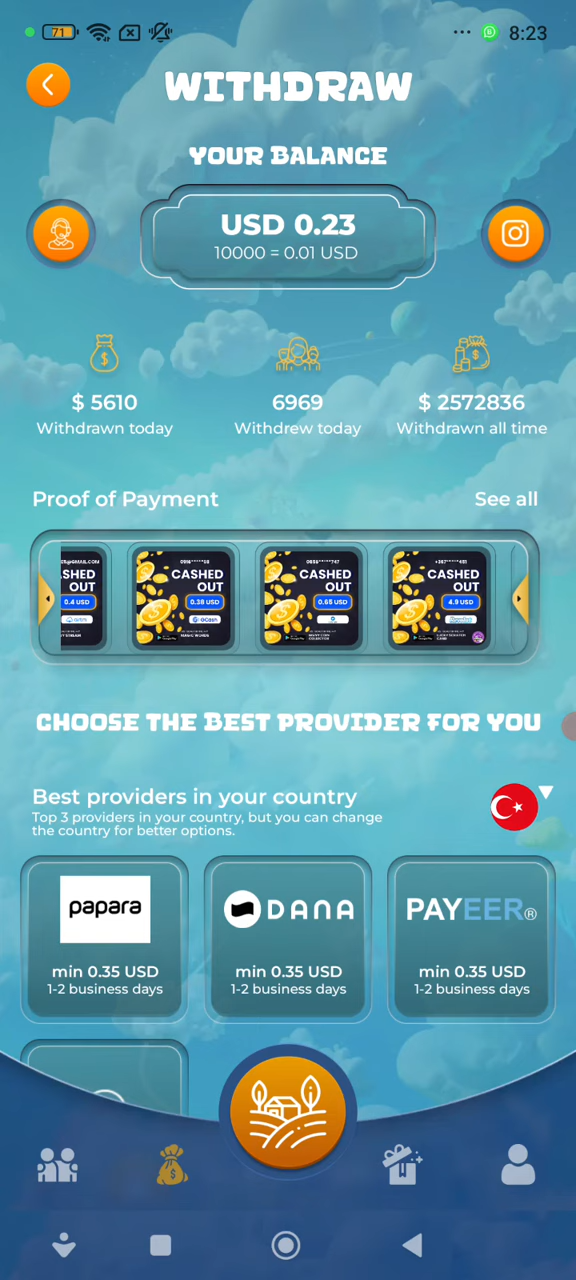 71
8:23
WITHDRAW
YOUR BALANCE
USD 0.23
10000 = 0.01 USD
$ 5610
6969
$ 2572836
Withdrawn today
Withdrew today
Withdrawn all time
Proof of Payment
See all
CASHED
OUT
0.4 USD
CASHED
OUT
0.38 USD
GCash
MAGIC WORDS
CASHED
OUT
0.66 USD
CASHED
OUT
4.9 USD
CHOOSE THE BEST PROVIDER FOR YOU
Best providers in your country
Top 3 providers in your country, but you can change
the country for better options.
papara
DANA
PAYEER®
min 0.35 USD
min 0.35 USD
min 0.35 USD
1-2 business days
1-2 business days
1-2 business days